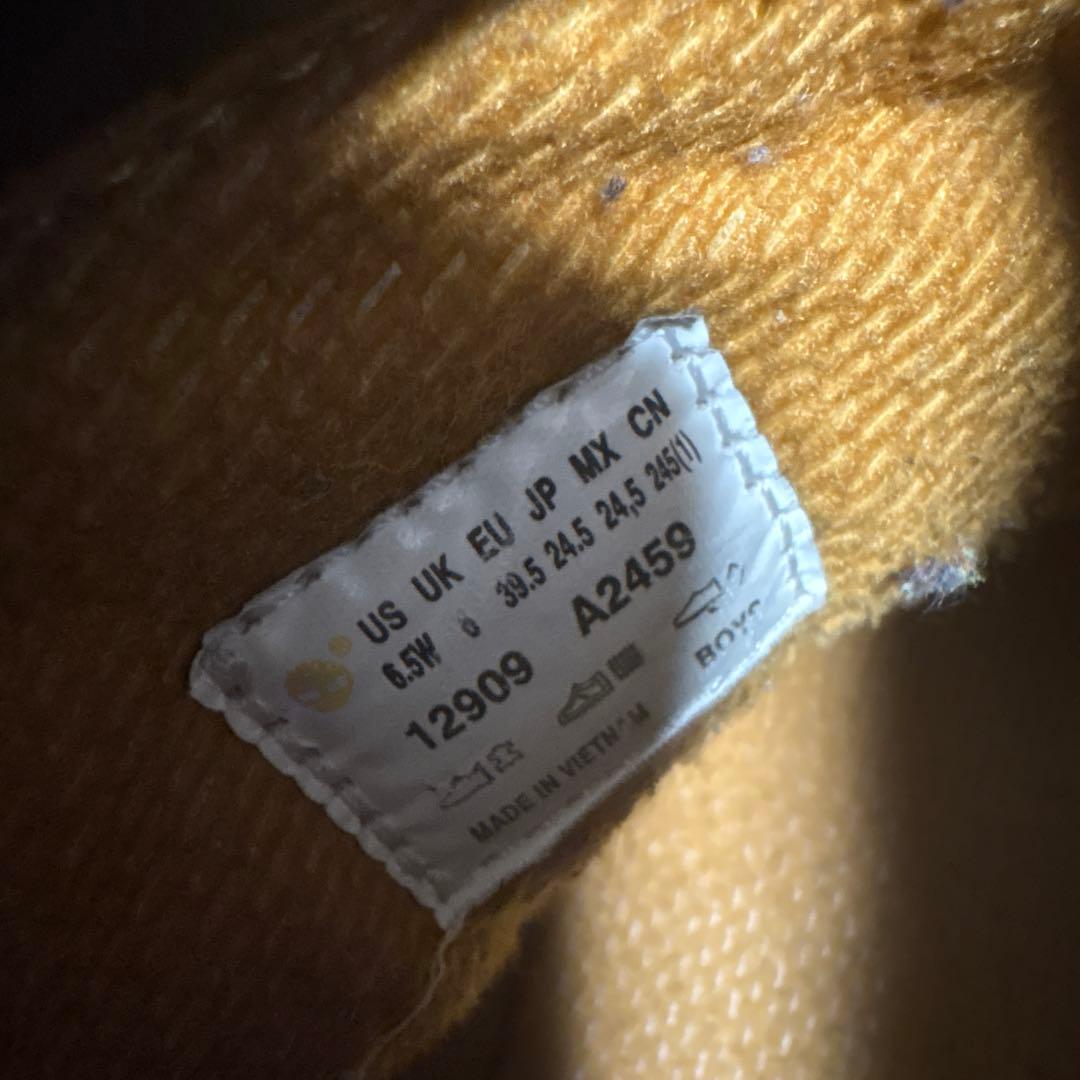 US UK EU JP MX CN
6.5W 6 39.5 24.5 24,5 245(1)
12909 A2459
BOYS
MADE IN VIETNAM